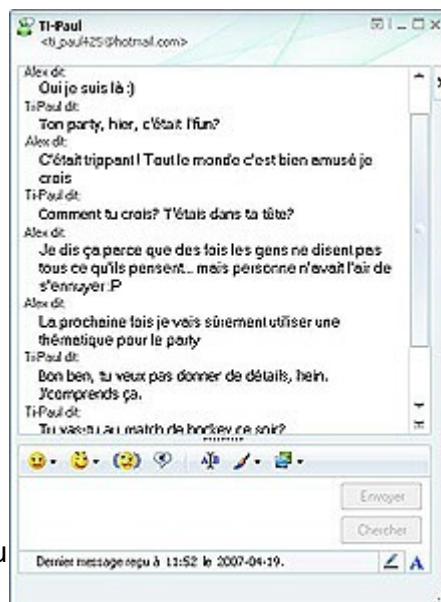 Ti-Paul
<ti_paul425@hotmail.com>
Alex dit:
Oui je suis là :)
Ti-Paul dit:
Ton party, hier, c'était l'fun?
Alex dit:
C'était trippant! Tout le monde c'est bien amusé je
crois
Ti-Paul dit:
Comment tu crois? T'étais dans ta tête?
Alex dit:
Je dis ça parce que des fois les gens ne disent pas
tous ce qu'ils pensent... mais personne n'avait l'air de
s'ennuyer :P
Alex dit:
La prochaine fois je vais sûrement utiliser une
thématique pour le party
Ti-Paul dit:
Bon ben, tu veux pas donner de détails, hein.
J'comprends ça.
Ti-Paul dit:
Tu vas-tu au match de hockey ce soir?
Envoyer
Chercher
u
Dernier message reçu à 11:52 le 2007-04-19.